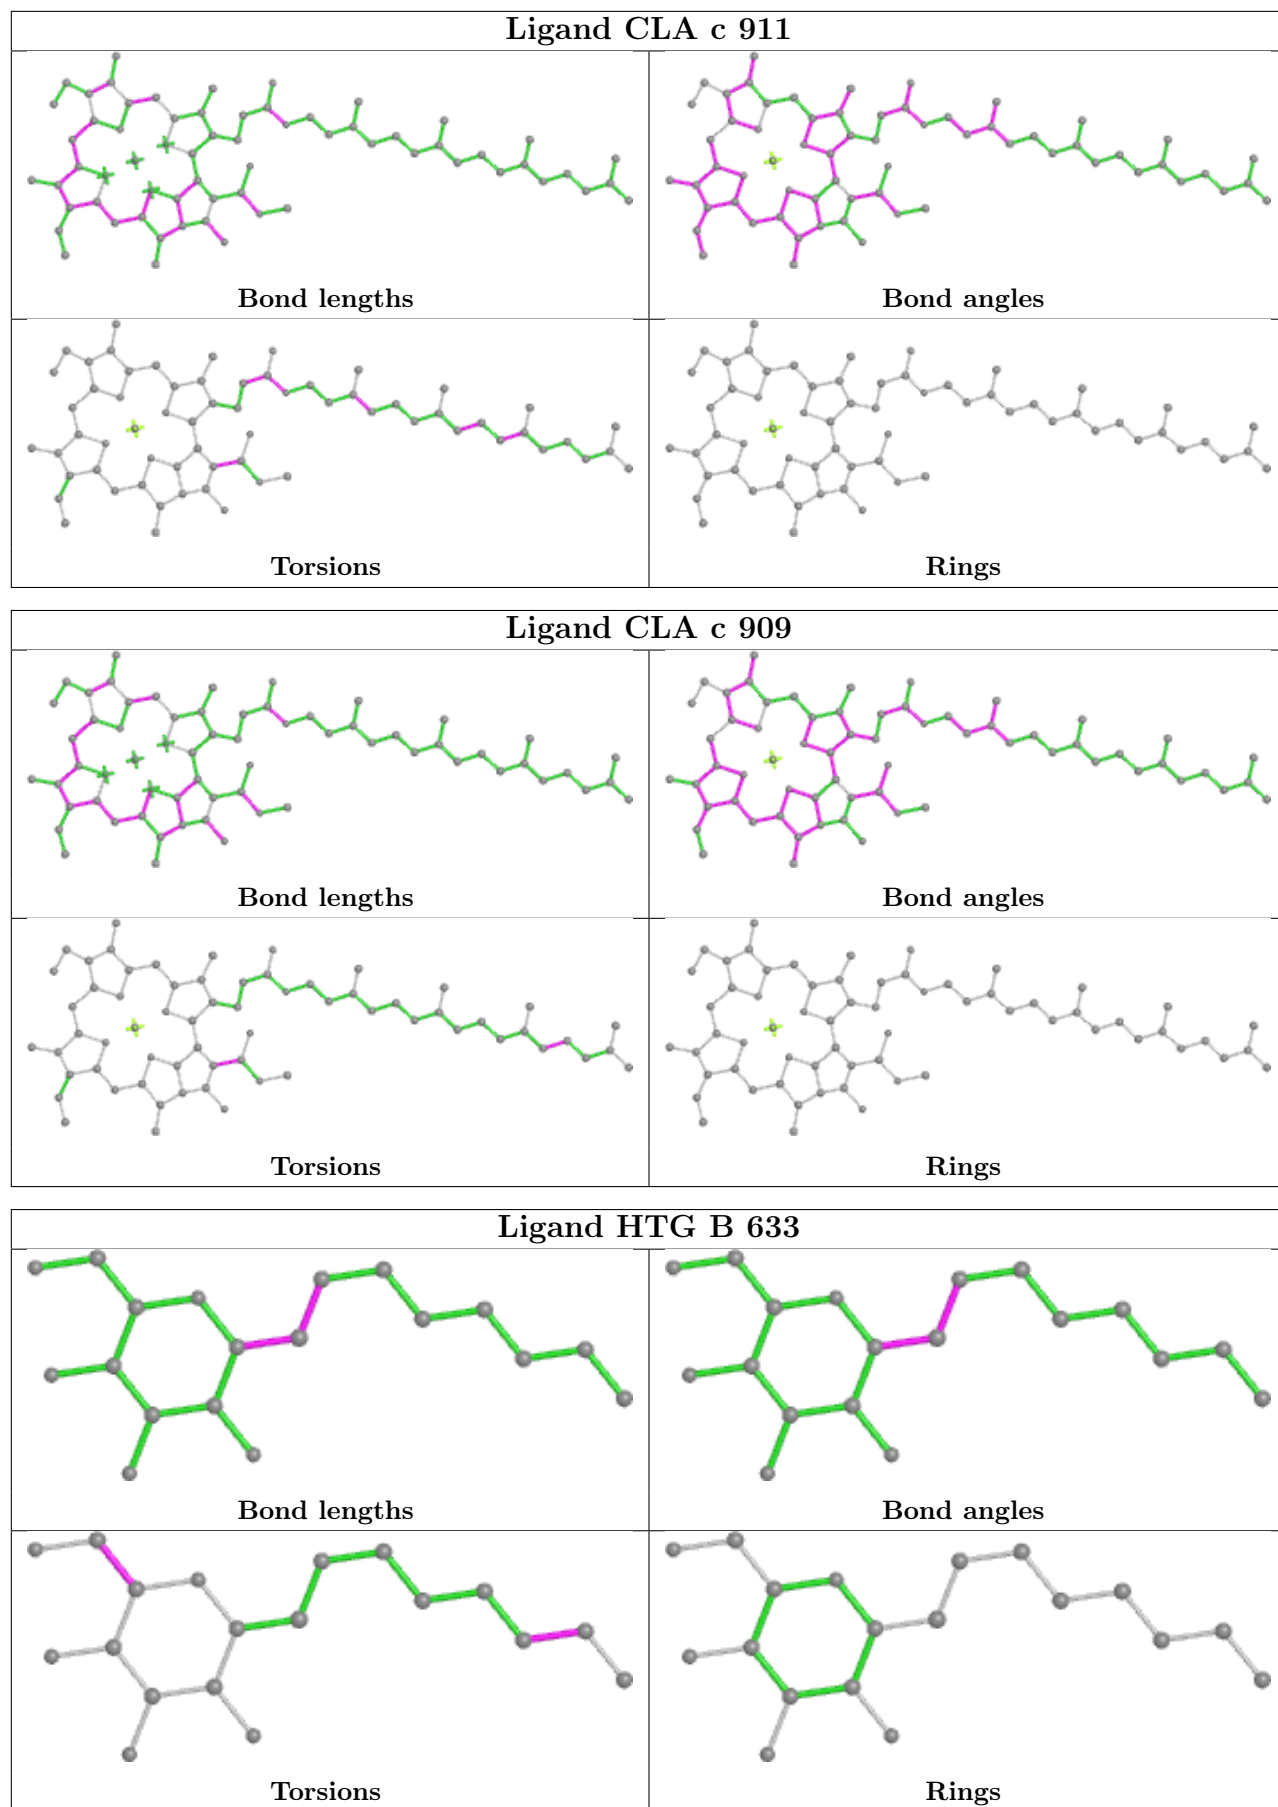 Ligand CLA c 911
Bond lengths
Bond angles
Torsions
Rings
Ligand CLA c 909
Bond lengths
Bond angles
Torsions
Rings
Ligand HTG B 633
Bond lengths
Bond angles
Torsions
Rings